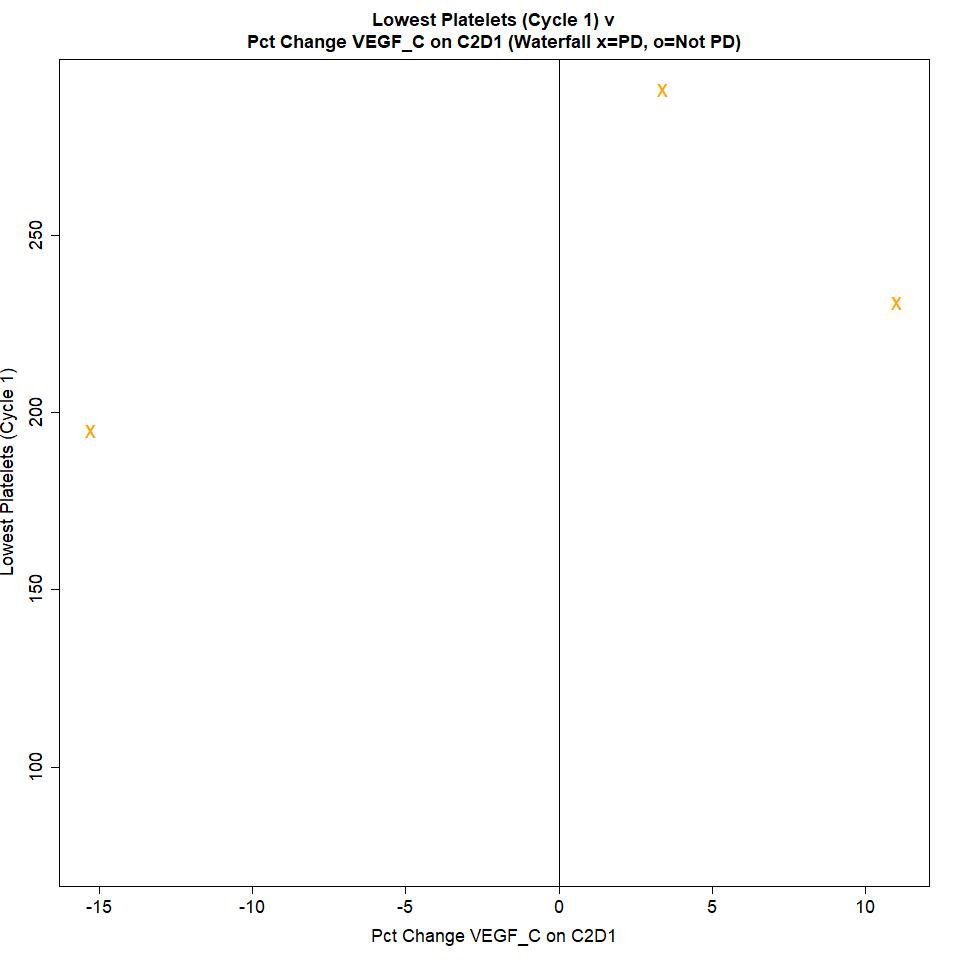 Lowest Platelets (Cycle 1) v
Pct Change VEGF_C on C2D1 (Waterfall x=PD, o=Not PD)
X
250
X
200
X
Lowest Platelets (Cycle 1)
150
100
-15 -10 -5 0 5 10
Pct Change VEGF_C on C2D1